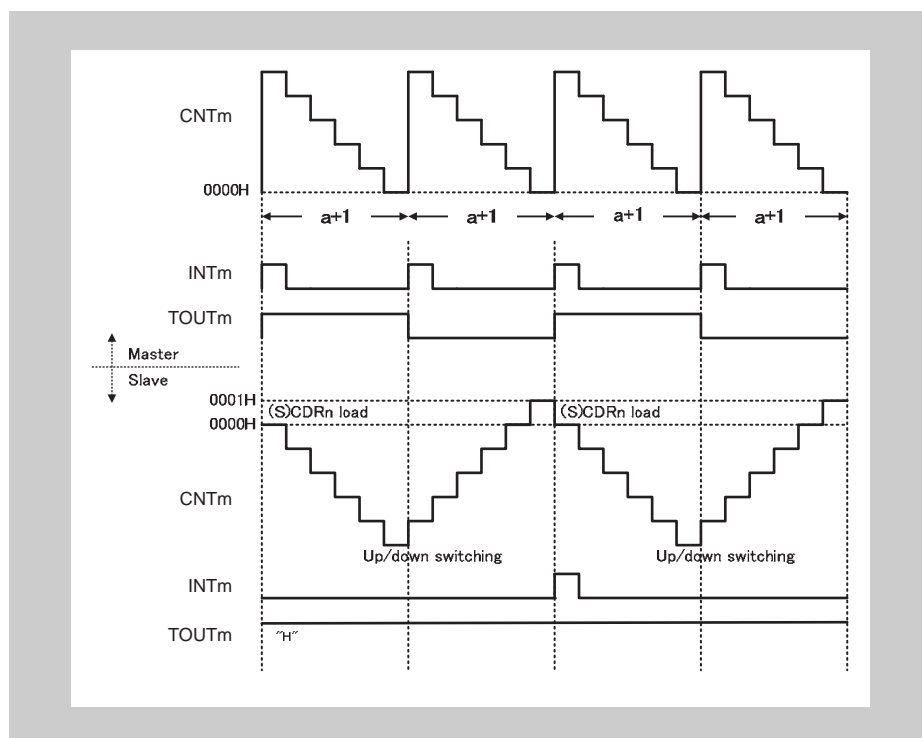 CNTm
0000H
a+1 a+1 a+1 a+1
INTm
TOUTm
Master
Slave
0001H
(S)CDRn load (S)CDRn load
0000H
CNTm
Up/down switching Up/down switching
INTm
TOUTm
"H"